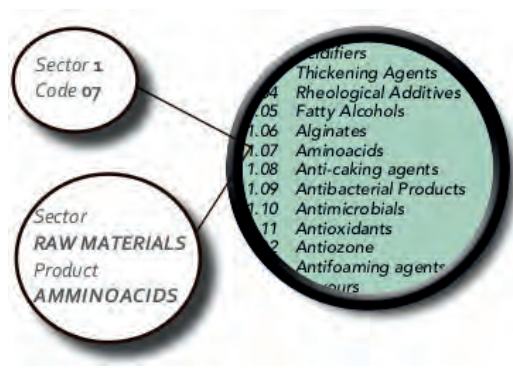 Sector 1
Code 07
Sector
RAW MATERIALS
Product
AMMINOACIDS
Thickening Agents
Rheological Additives
.05 Fatty Alcohols
1.06 Alginates
1.07 Aminoacids
1.08 Anti-caking agents
1.09 Antibacterial Products
1.10 Antimicrobials
.11 Antioxidants
2 Antiozone
Antifoaming agents